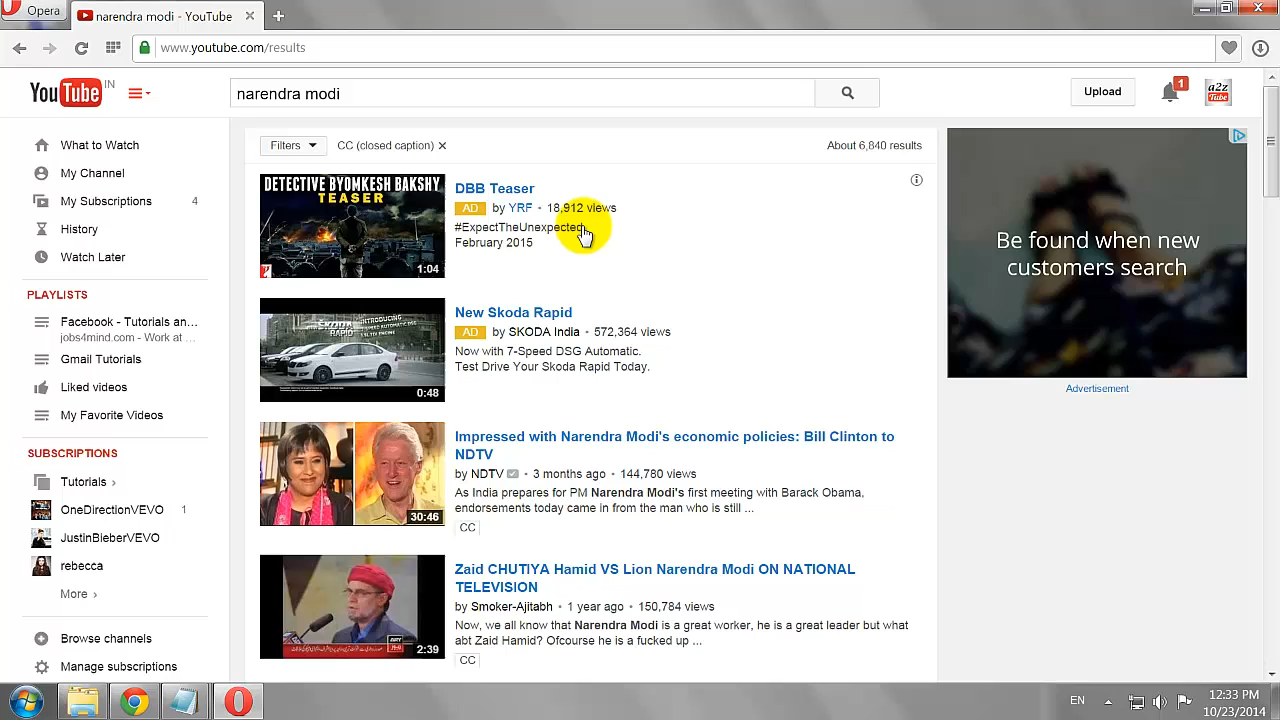 Opera
narendra modi - YouTube
www.youtube.com/results
YouTube IN
narendra modi
Upload
1
a2z
Tube
What to Watch
My Channel
My Subscriptions 4
History
Watch Later
PLAYLISTS
Facebook - Tutorials an...
jobs4mind.com - Work at ...
Gmail Tutorials
Liked videos
My Favorite Videos
SUBSCRIPTIONS
Tutorials ›
OneDirectionVEVO 1
JustinBieberVEVO
rebecca
More ›
Browse channels
Manage subscriptions
Filters CC (closed caption) × About 6,840 results
DETECTIVE BYOMKESH BAKSHY
TEASER
1:04
DBB Teaser
AD by YRF • 18,912 views
#ExpectTheUnexpected
February 2015
INTRODUCING
0:48
New Skoda Rapid
AD by SKODA India • 572,364 views
Now with 7-Speed DSG Automatic.
Test Drive Your Skoda Rapid Today.
30:46
Impressed with Narendra Modi's economic policies: Bill Clinton to
NDTV
by NDTV • 3 months ago • 144,780 views
As India prepares for PM Narendra Modi's first meeting with Barack Obama,
endorsements today came in from the man who is still ...
CC
2:39
Zaid CHUTIYA Hamid VS Lion Narendra Modi ON NATIONAL
TELEVISION
by Smoker-Ajitabh • 1 year ago • 150,784 views
Now, we all know that Narendra Modi is a great worker, he is a great leader but what
abt Zaid Hamid? Ofcourse he is a fucked up ...
CC
Be found when new
customers search
Advertisement
EN
12:33 PM
10/23/2014